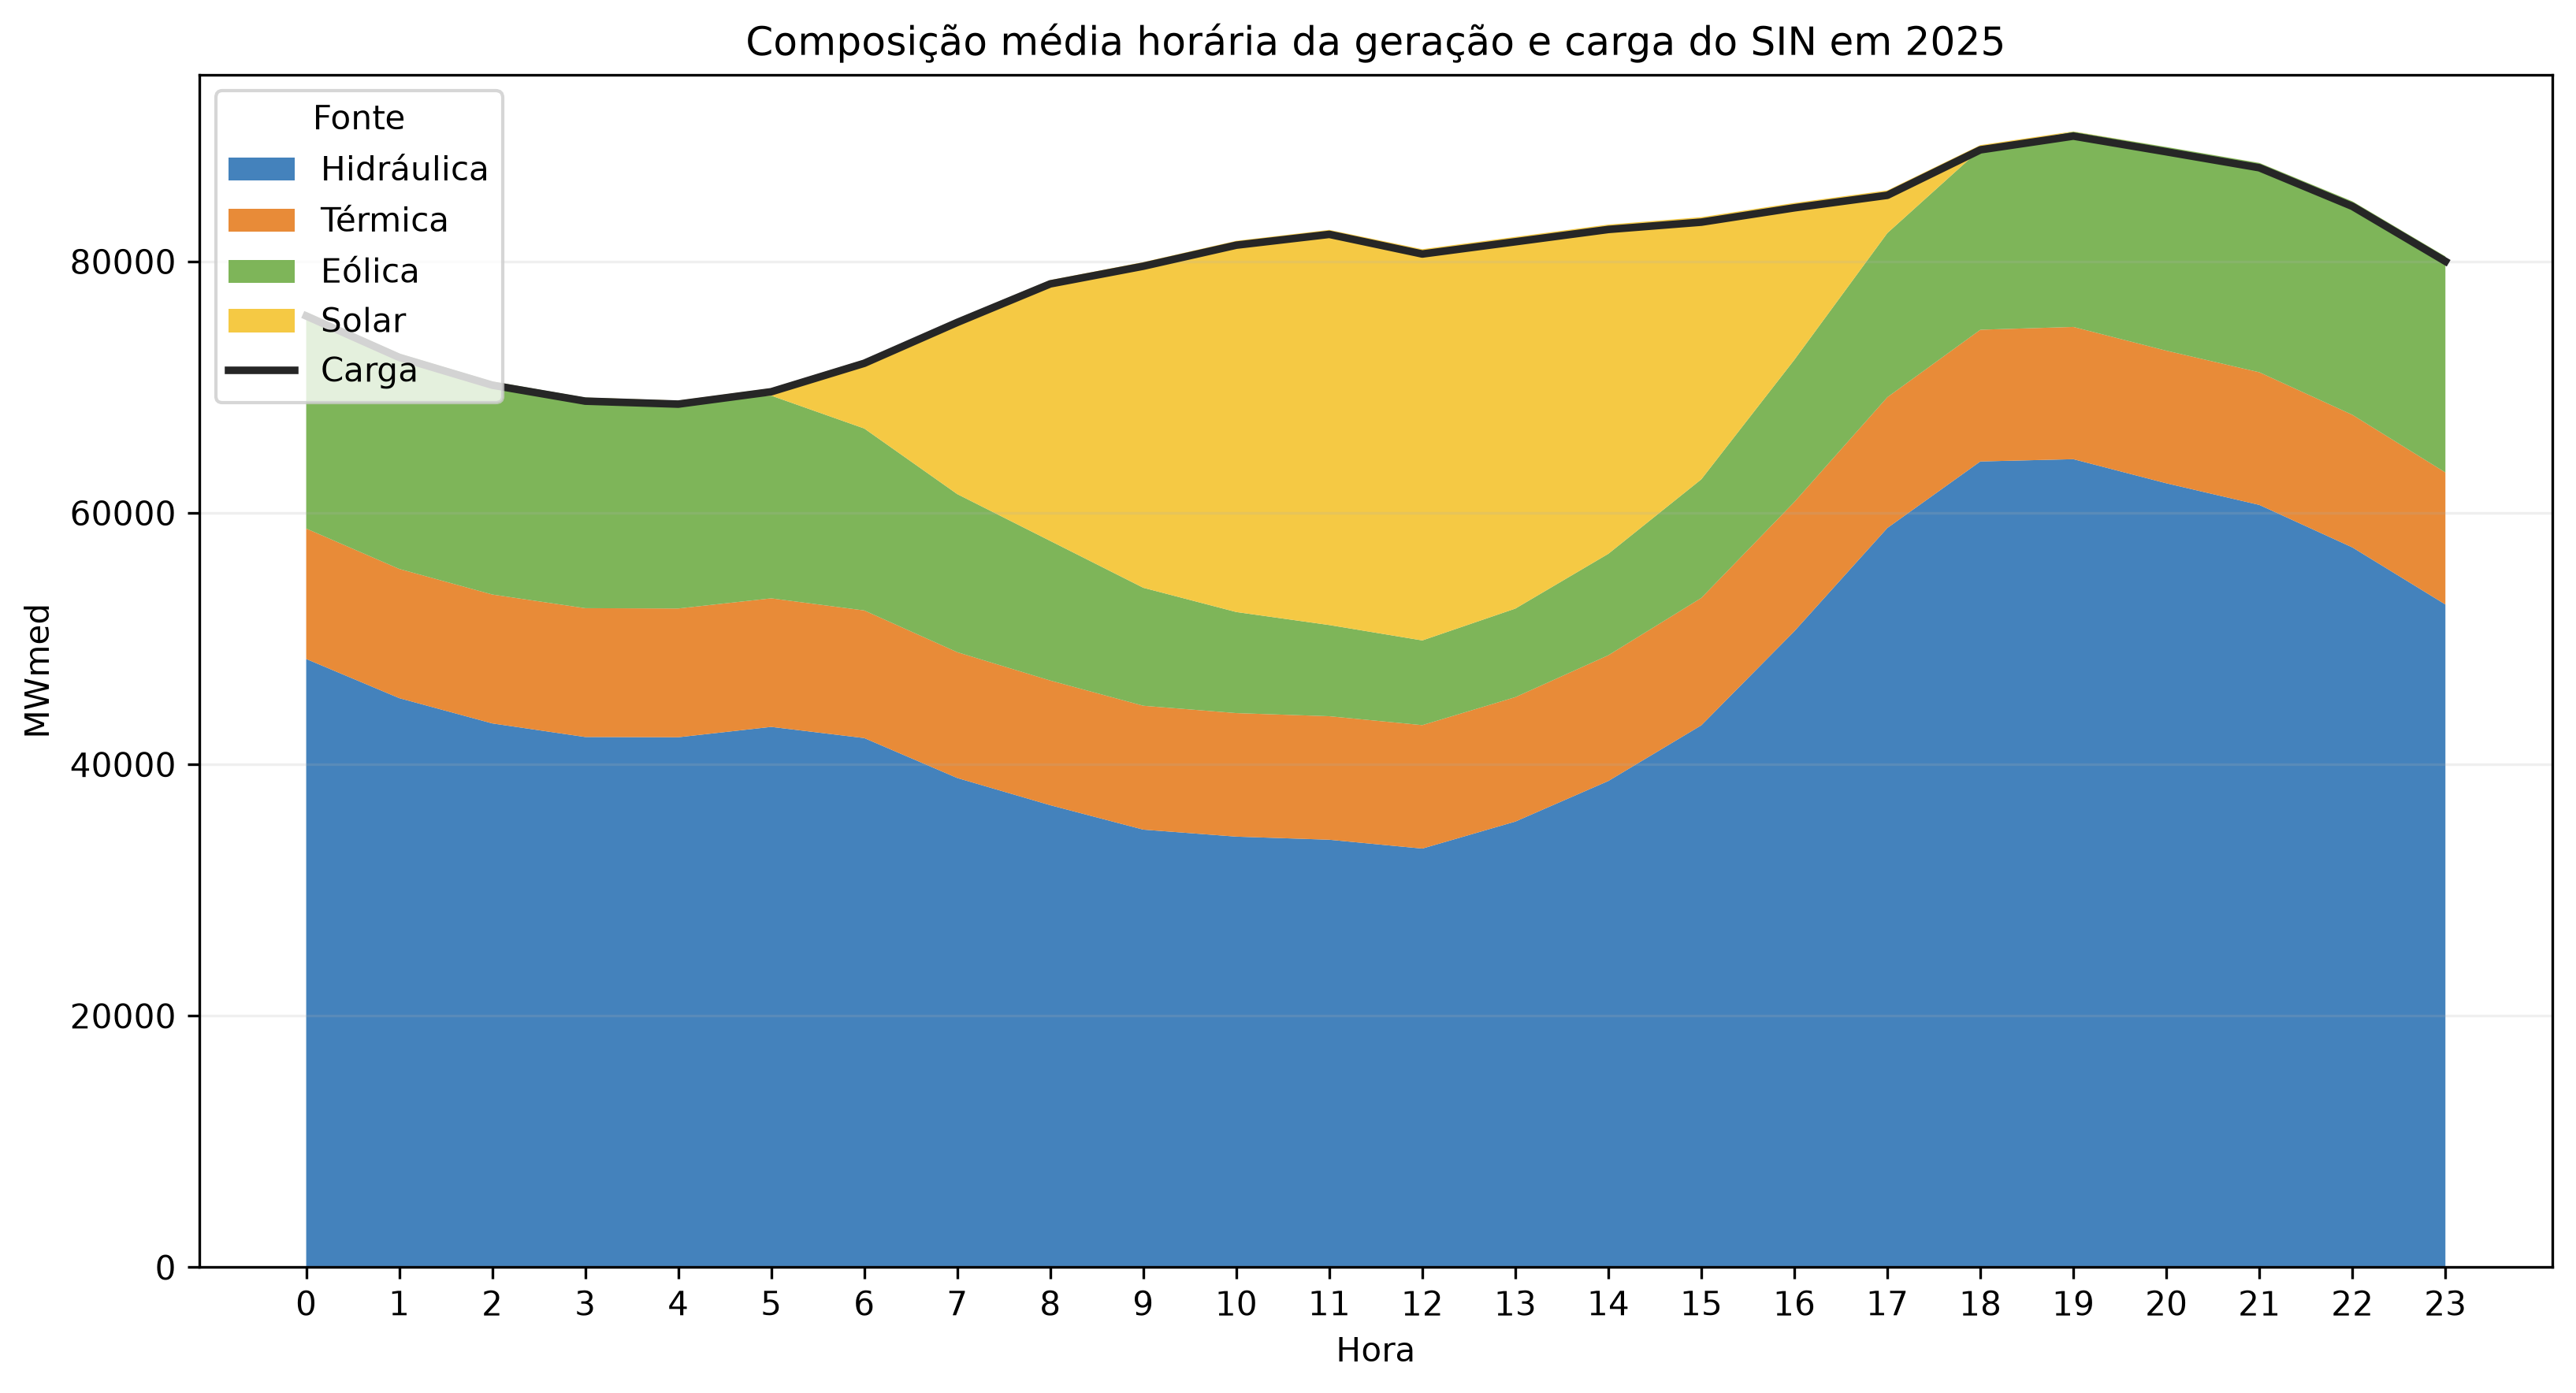 Composição média horária da geração e carga do SIN em 2025
Fonte
Hidráulica
Térmica
Eólica
Solar
Carga
MWmed
80000
60000
40000
20000
0
0 1 2 3 4 5 6 7 8 9 10 11 12 13 14 15 16 17 18 19 20 21 22 23
Hora